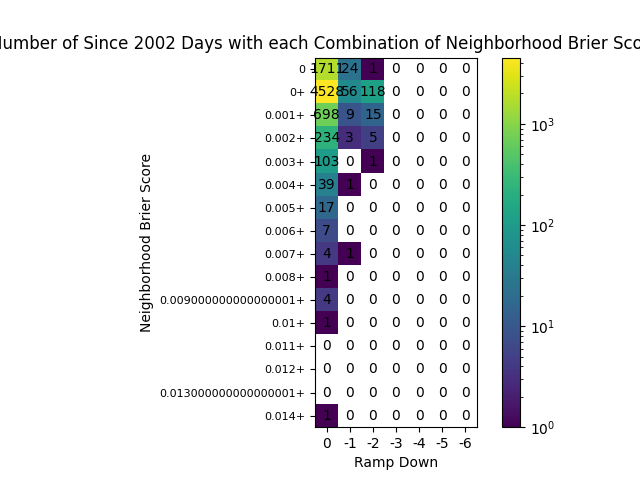 umber of Since 2002 Days with each Combination of Neighborhood Brier Sco
Neighborhood Brier Score
0 1711 24 1 0 0 0 0
0+ 4528 56 118 0 0 0 0
0.001+ 698 9 15 0 0 0 0
0.002+ 234 3 5 0 0 0 0
0.003+ 103 0 1 0 0 0 0
0.004+ 39 1 0 0 0 0 0
0.005+ 17 0 0 0 0 0 0
0.006+ 7 0 0 0 0 0 0
0.007+ 4 1 0 0 0 0 0
0.008+ 1 0 0 0 0 0 0
0.009000000000000001+ 4 0 0 0 0 0 0
0.01+ 1 0 0 0 0 0 0
0.011+ 0 0 0 0 0 0 0
0.012+ 0 0 0 0 0 0 0
0.013000000000000001+ 0 0 0 0 0 0 0
0.014+ 1 0 0 0 0 0 0
0 -1 -2 -3 -4 -5 -6
Ramp Down
10³
10²
10¹
10⁰